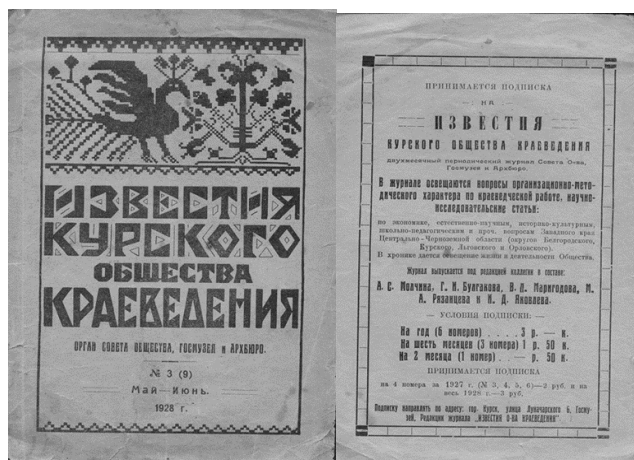 ИЗВЕСТИЯ
КУРСКОГО
ОБЩЕСТВА
КРАЕВЕДЕНИЯ
ОРГАН СОВЕТА ОБЩЕСТВА, ГОСМУЗЕЯ и АРХБЮРО.
№ 3 (9)
Май—Июнь.
1928 г.
ПРИНИМАЕТСЯ ПОДПИСКА
НА
ИЗВЕСТИЯ
КУРСКОГО ОБЩЕСТВА КРАЕВЕДЕНИЯ
двухмесячный периодический журнал Совета О-ва,
Госмузея и Архбюро.
В журнале освещаются вопросы организационно-мето-
дического характера по краеведческой работе, научно-
исследовательские статьи:
по экономике, естественно-научным, историко-культурным,
школьно-педагогическим и проч. вопросам Западного края
Центрально-Черноземной области (округов Белгородского,
Курского, Льговского и Орловского).
В хронике дается освещение жизни и деятельности Общества.
Журнал выпускается под редакцией коллегии в составе:
А. С. Молчина, Г. И. Булгакова, В. Д. Маригодова, М.
А. Рязанцева и И. Д. Яковлева.
— УСЛОВИЯ ПОДПИСКИ: —
На год (6 номеров) . . . . 3 р. — к.
На шесть месяцев (3 номера) 1 р. 50 к.
На 2 месяца (1 номер) . . — р. 50 к.
ПРИНИМАЕТСЯ ПОДПИСКА
на 4 номера за 1927 г. (№ 3, 4, 5, 6)—2 руб. и на
весь 1928 г.—3 руб.
Подписку направлять по адресу: гор. Курск, улица Луначарского 6, Госму-
зей. Редакция журнала „ИЗВЕСТИЯ О-ВА КРАЕВЕДЕНИЯ"